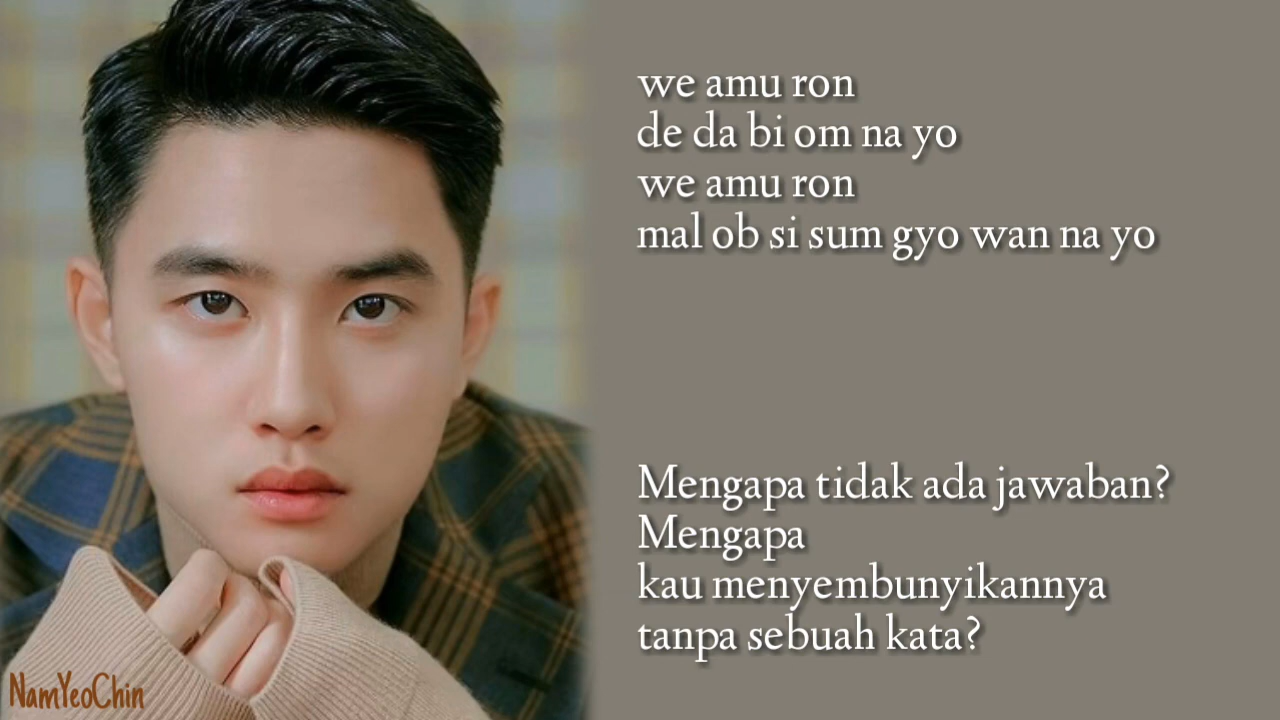 we amu ron
de da bi om na yo
we amu ron
mal ob si sum gyo wan na yo
Mengapa tidak ada jawaban?
Mengapa
kau menyembunyikannya
tanpa sebuah kata?
NamYeoChin